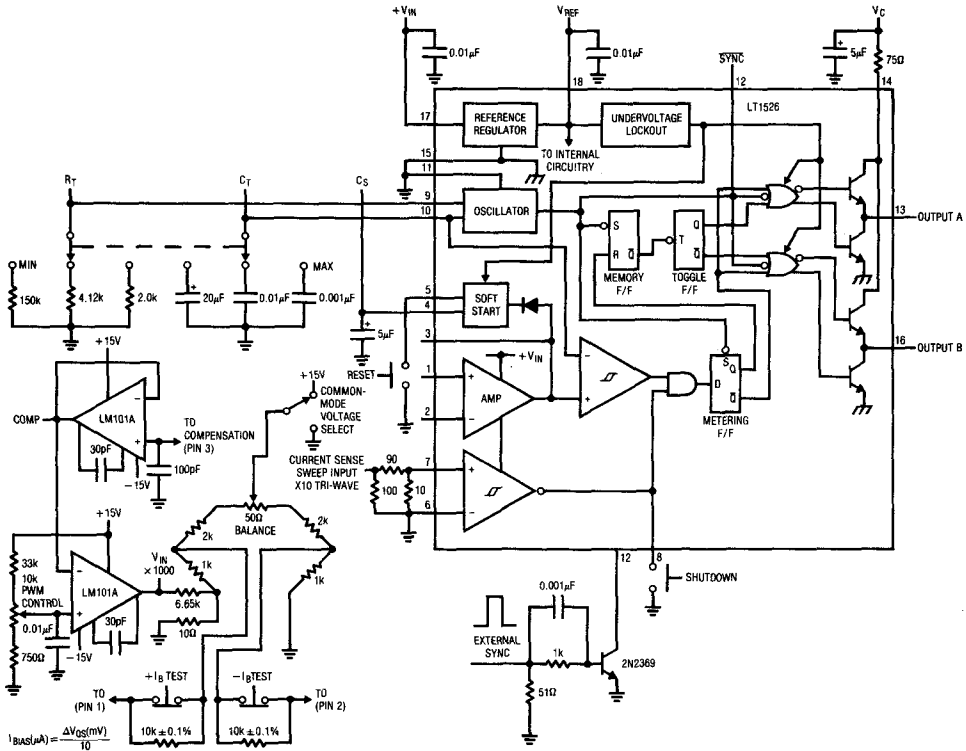 +VIN
VREF
VC
0.01µF
0.01µF
5µF
75Ω
SYNC
18
12
14
LT1526
17
REFERENCE
REGULATOR
UNDERVOLTAGE
LOCKOUT
TO INTERNAL
CIRCUITRY
15
11
RT
CT
CS
9
10
OSCILLATOR
13
OUTPUT A
S
R
Q
MEMORY
F/F
T
Q
Q
TOGGLE
F/F
MIN
150k
4.12k
2.0k
20µF
0.01µF
MAX
0.001µF
5
4
3
SOFT
START
5µF
16
OUTPUT B
RESET
1
2
+
−
AMP
+VIN
−
+
S
Q
D
Q
METERING
F/F
+15V
COMP
LM101A
−
+
30pF
−15V
TO
COMPENSATION
(PIN 3)
100pF
+15V
COMMON-
MODE
VOLTAGE
SELECT
CURRENT SENSE
SWEEP INPUT
X10 TRI-WAVE
90
100
10
7
6
+
−
50Ω
BALANCE
2k
2k
1k
1k
+15V
33k
10k
PWM
CONTROL
0.01µF
750Ω
−
+
LM101A
30pF
−15V
VIN
×1000
6.65k
10Ω
12
8
SHUTDOWN
0.001µF
EXTERNAL
SYNC
1k
2N2369
51Ω
+IB TEST
−IB TEST
TO
(PIN 1)
TO
(PIN 2)
10k ± 0.1%
10k ± 0.1%
IBIAS(µA) = ΔVOS(mV)
10